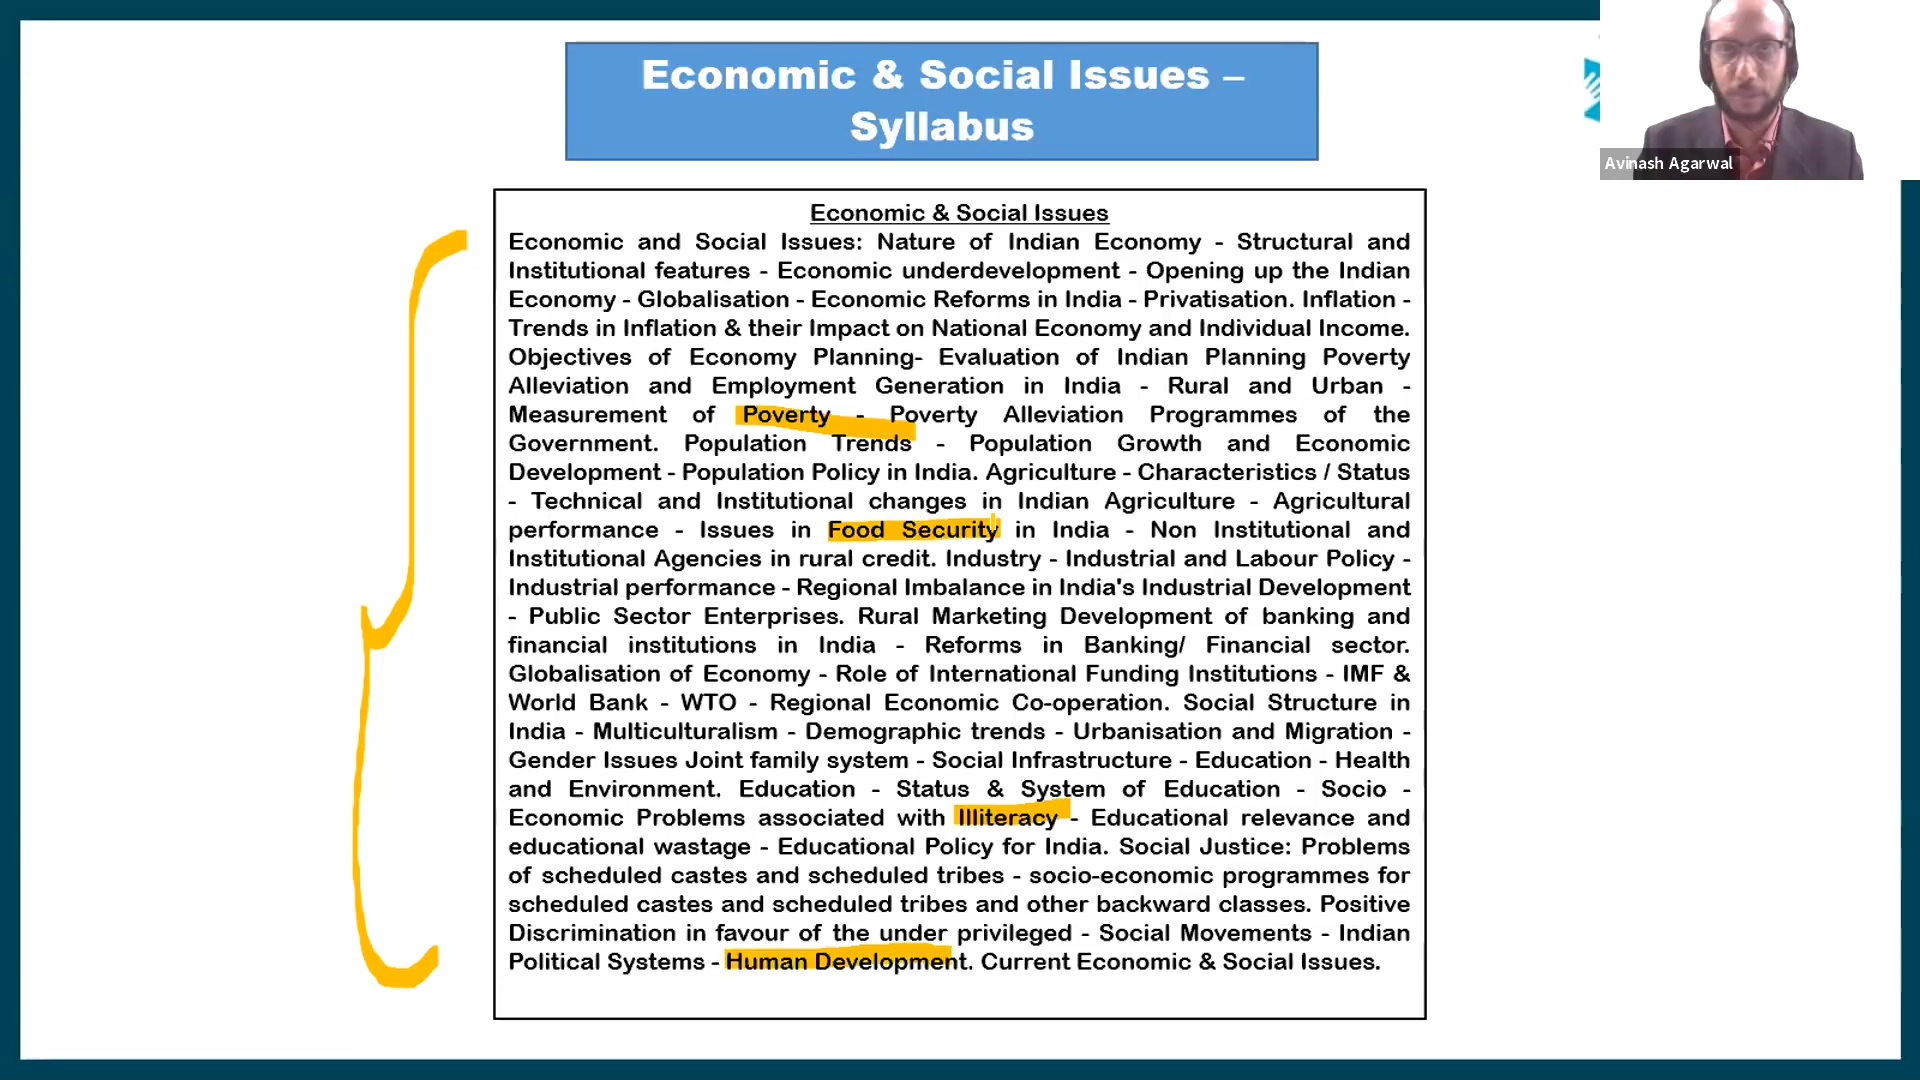 Economic & Social Issues –
Syllabus
Avinash Agarwal
Economic & Social Issues
Economic and Social Issues: Nature of Indian Economy - Structural and
Institutional features - Economic underdevelopment - Opening up the Indian
Economy - Globalisation - Economic Reforms in India - Privatisation. Inflation -
Trends in Inflation & their Impact on National Economy and Individual Income.
Objectives of Economy Planning- Evaluation of Indian Planning Poverty
Alleviation and Employment Generation in India - Rural and Urban -
Measurement of Poverty - Poverty Alleviation Programmes of the
Government. Population Trends - Population Growth and Economic
Development - Population Policy in India. Agriculture - Characteristics / Status
- Technical and Institutional changes in Indian Agriculture - Agricultural
performance - Issues in Food Security in India - Non Institutional and
Institutional Agencies in rural credit. Industry - Industrial and Labour Policy -
Industrial performance - Regional Imbalance in India's Industrial Development
- Public Sector Enterprises. Rural Marketing Development of banking and
financial institutions in India - Reforms in Banking/ Financial sector.
Globalisation of Economy - Role of International Funding Institutions - IMF &
World Bank - WTO - Regional Economic Co-operation. Social Structure in
India - Multiculturalism - Demographic trends - Urbanisation and Migration -
Gender Issues Joint family system - Social Infrastructure - Education - Health
and Environment. Education - Status & System of Education - Socio -
Economic Problems associated with Illiteracy - Educational relevance and
educational wastage - Educational Policy for India. Social Justice: Problems
of scheduled castes and scheduled tribes - socio-economic programmes for
scheduled castes and scheduled tribes and other backward classes. Positive
Discrimination in favour of the under privileged - Social Movements - Indian
Political Systems - Human Development. Current Economic & Social Issues.